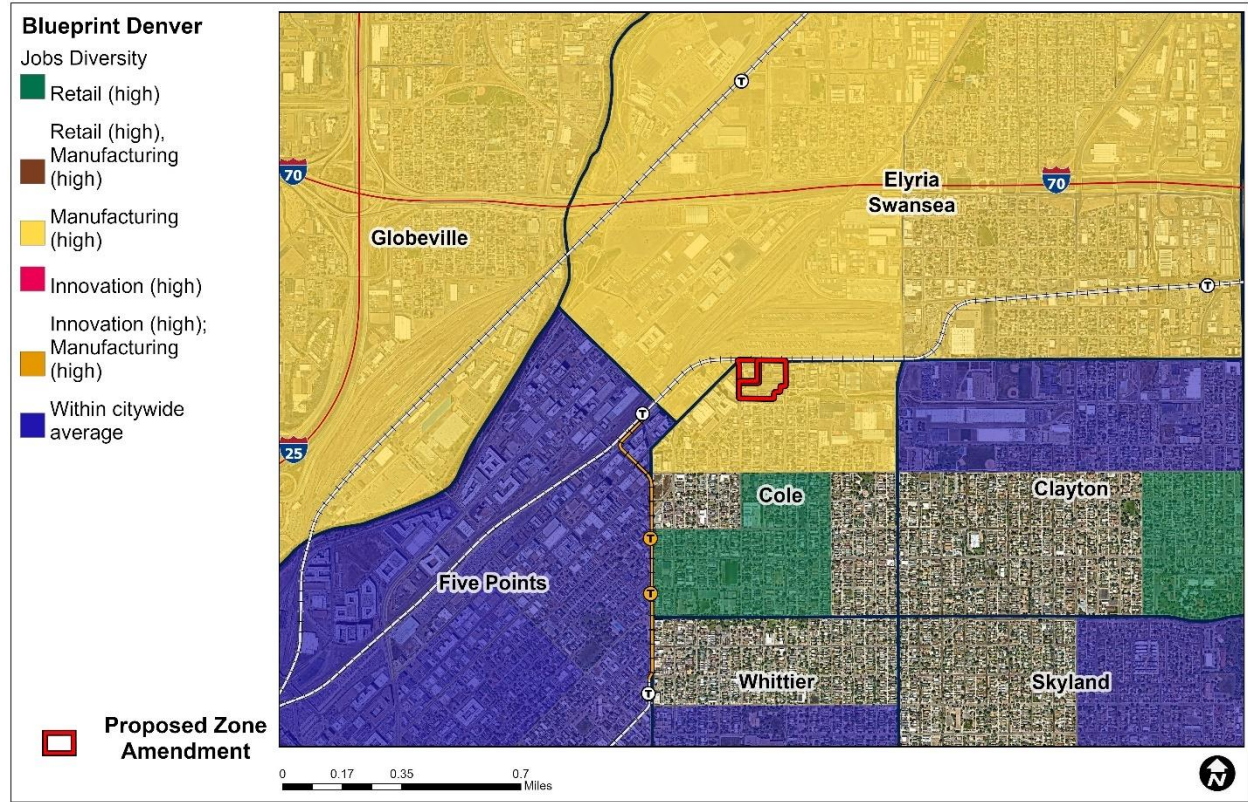 Blueprint Denver
Jobs Diversity
Retail (high)
Retail (high),
Manufacturing
(high)
Manufacturing
(high)
Innovation (high)
Innovation (high);
Manufacturing
(high)
Within citywide
average
Proposed Zone
Amendment
T
70
Elyria
Swansea
70
Globeville
T
T
25
Cole
Clayton
T
Five Points
T
Whittier
Skyland
T
0 0.17 0.35 0.7
Miles
N